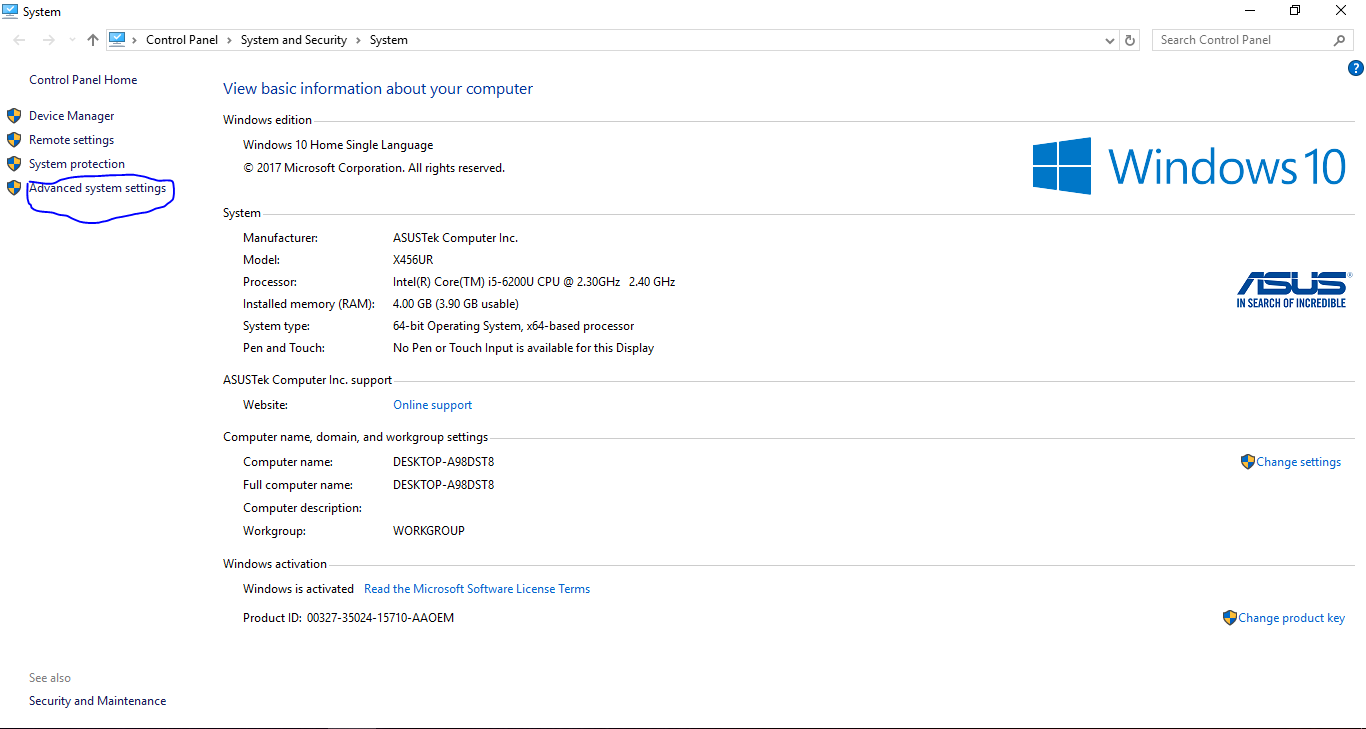 System
Control Panel > System and Security > System
Search Control Panel
Control Panel Home
Device Manager
Remote settings
System protection
Advanced system settings
?
View basic information about your computer
Windows edition
Windows 10 Home Single Language
© 2017 Microsoft Corporation. All rights reserved.
Windows 10
System
Manufacturer: ASUSTek Computer Inc.
Model: X456UR
Processor: Intel(R) Core(TM) i5-6200U CPU @ 2.30GHz 2.40 GHz
Installed memory (RAM): 4.00 GB (3.90 GB usable)
System type: 64-bit Operating System, x64-based processor
Pen and Touch: No Pen or Touch Input is available for this Display
ASUS®
IN SEARCH OF INCREDIBLE
ASUSTek Computer Inc. support
Website: Online support
Computer name, domain, and workgroup settings
Computer name: DESKTOP-A98DST8 Change settings
Full computer name: DESKTOP-A98DST8
Computer description:
Workgroup: WORKGROUP
Windows activation
Windows is activated Read the Microsoft Software License Terms
Product ID: 00327-35024-15710-AAOEM Change product key
See also
Security and Maintenance